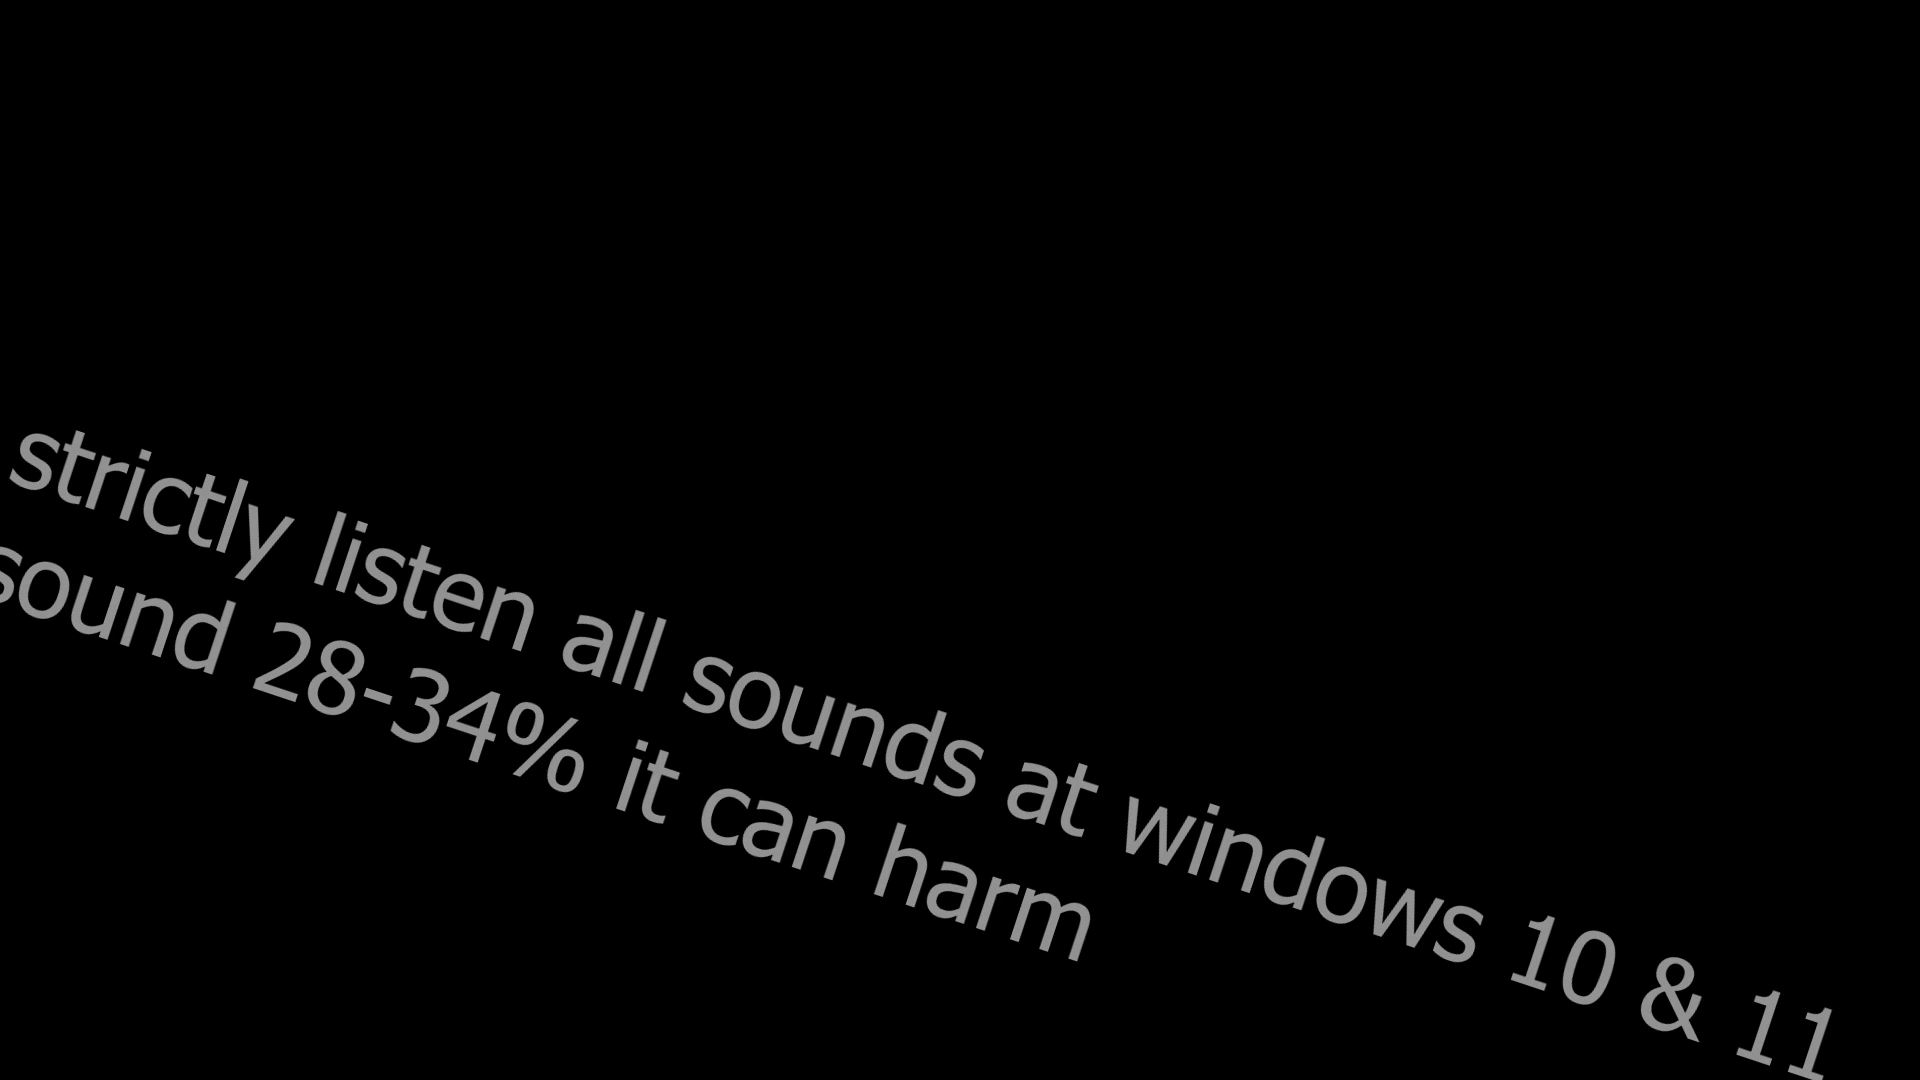 strictly listen all sounds at windows 10 & 11
sound 28-34% it can harm